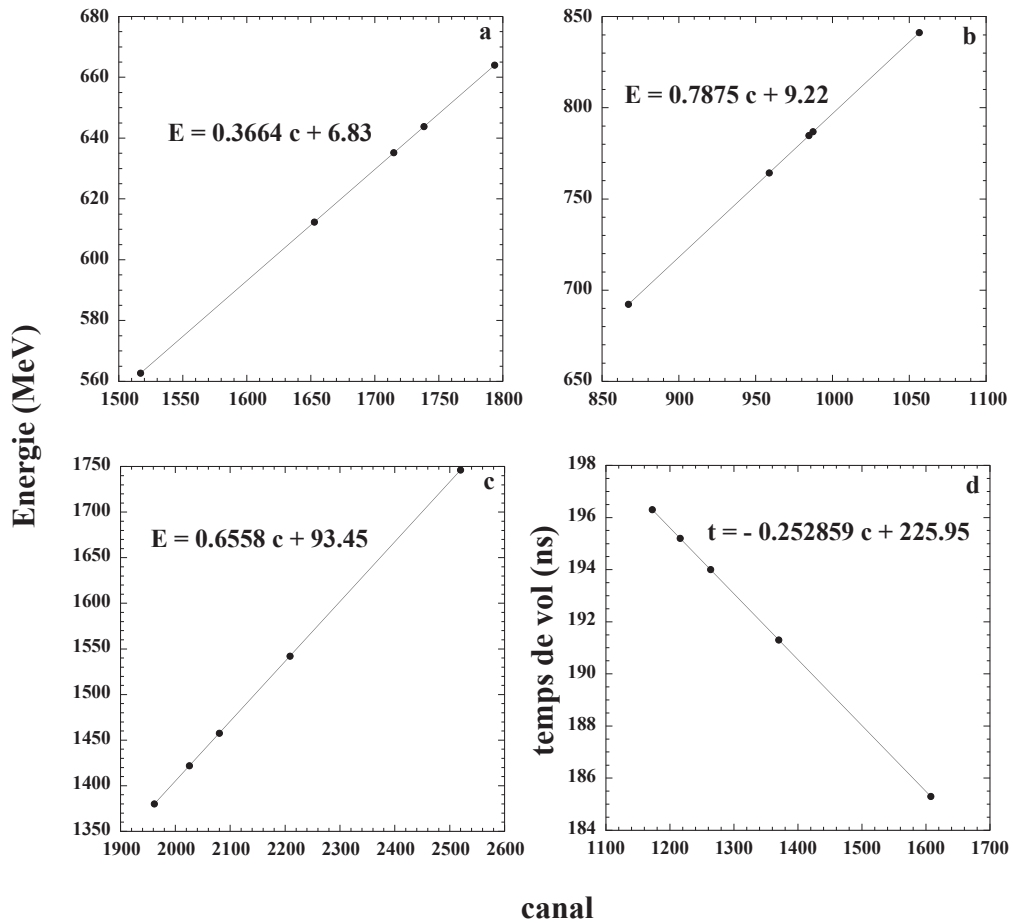 a
E = 0.3664 c + 6.83
680
660
640
620
600
580
560
1500 1550 1600 1650 1700 1750 1800
b
E = 0.7875 c + 9.22
850
800
750
700
650
850 900 950 1000 1050 1100
Energie (MeV)
c
E = 0.6558 c + 93.45
1750
1700
1650
1600
1550
1500
1450
1400
1350
1900 2000 2100 2200 2300 2400 2500 2600
d
t = - 0.252859 c + 225.95
temps de vol (ns)
198
196
194
192
190
188
186
184
1100 1200 1300 1400 1500 1600 1700
canal